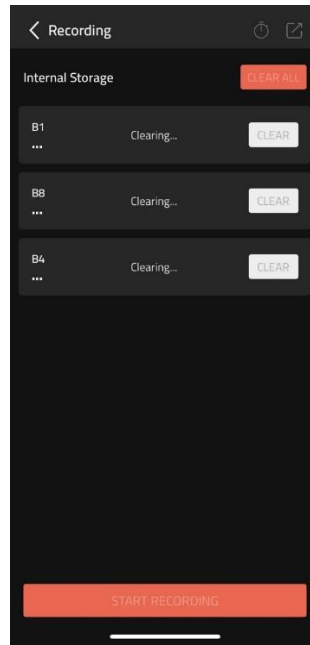 Recording
Internal Storage
CLEAR ALL
B1
...
Clearing...
CLEAR
B8
...
Clearing...
CLEAR
B4
...
Clearing...
CLEAR
START RECORDING